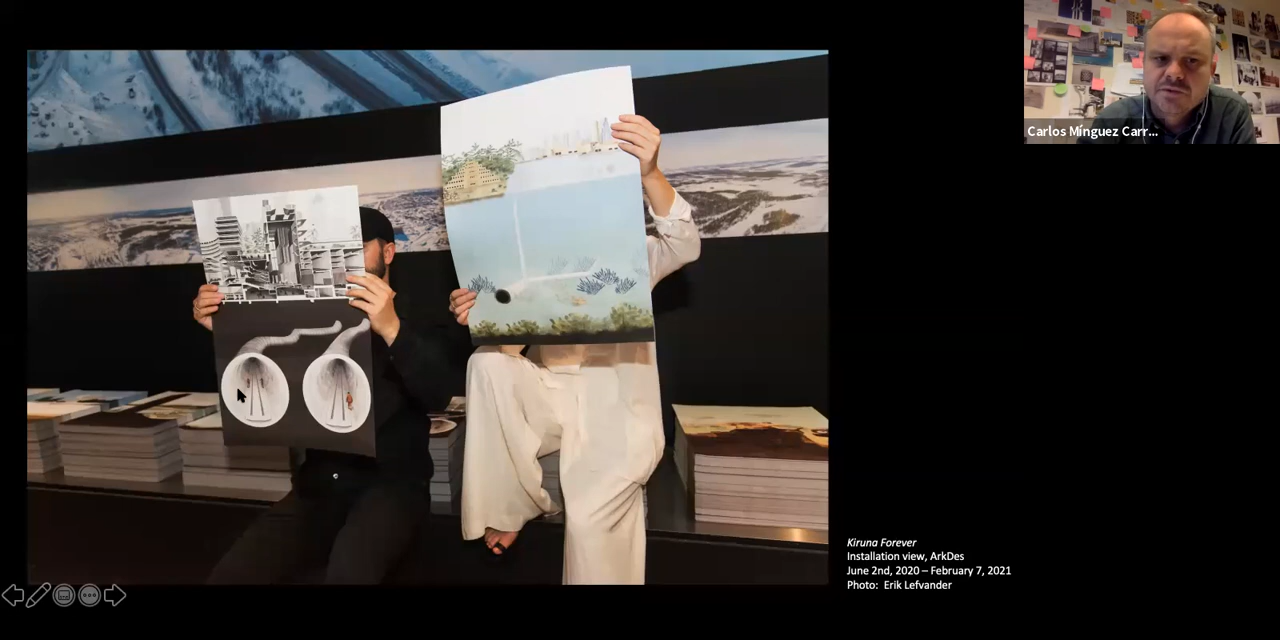 Carlos Mínguez Carr...
Kiruna Forever
Installation view, ArkDes
June 2nd, 2020 – February 7, 2021
Photo:  Erik Lefvander